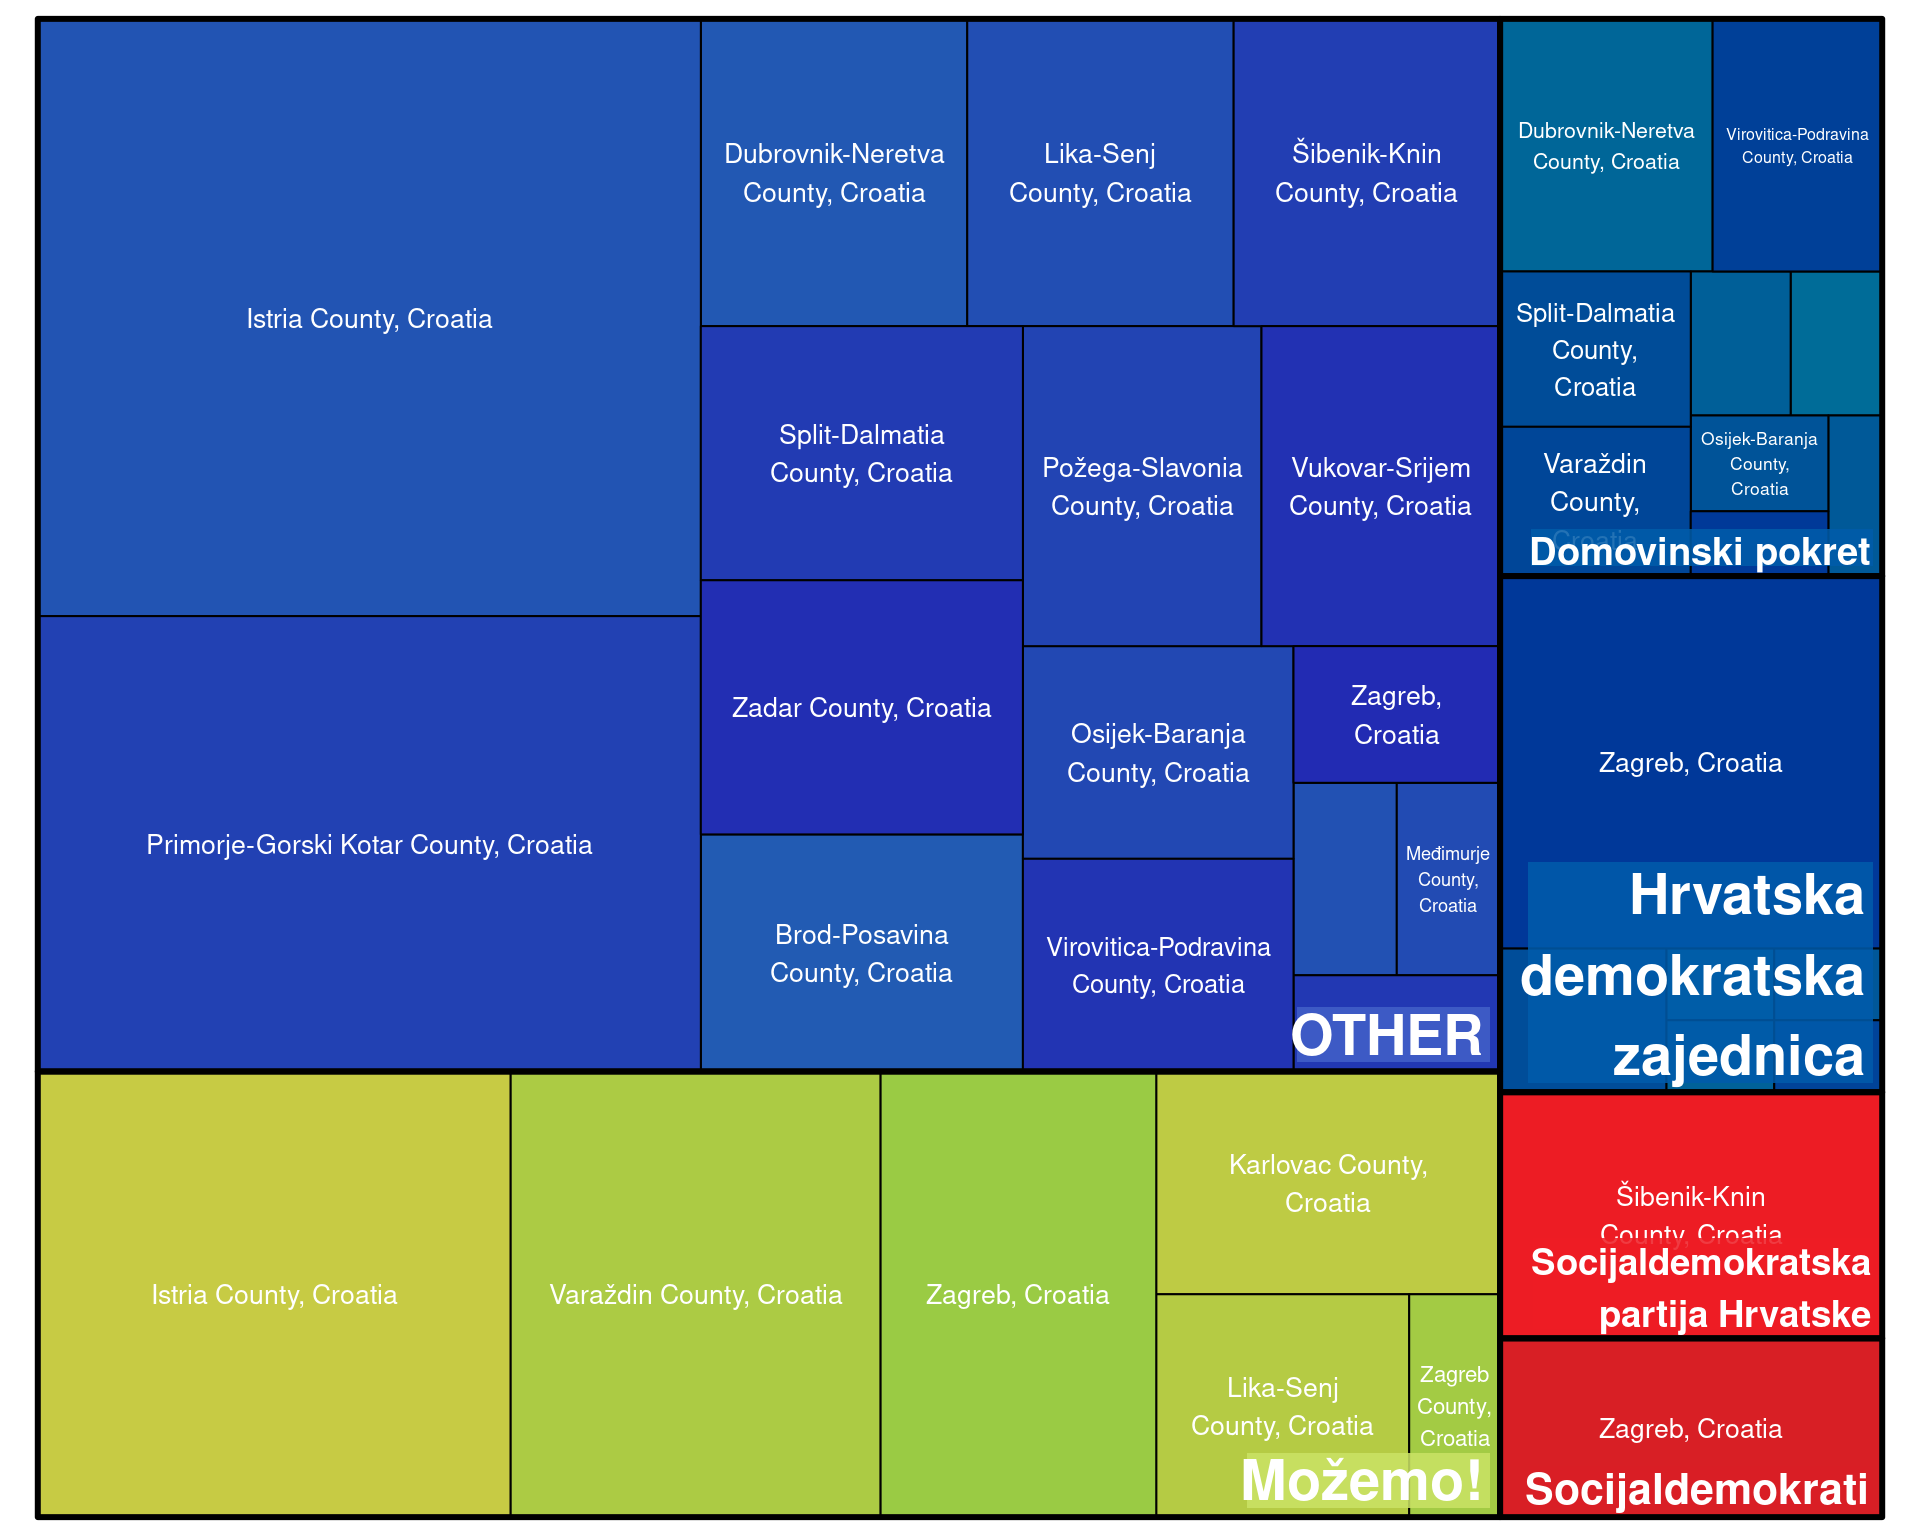 Istria County, Croatia
Primorje-Gorski Kotar County, Croatia
Dubrovnik-Neretva
County, Croatia
Lika-Senj
County, Croatia
Šibenik-Knin
County, Croatia
Split-Dalmatia
County, Croatia
Zadar County, Croatia
Brod-Posavina
County, Croatia
Požega-Slavonia
County, Croatia
Vukovar-Srijem
County, Croatia
Osijek-Baranja
County, Croatia
Virovitica-Podravina
County, Croatia
Zagreb,
Croatia
Međimurje
County,
Croatia
OTHER
Istria County, Croatia
Varaždin County, Croatia
Zagreb, Croatia
Karlovac County,
Croatia
Lika-Senj
County, Croatia
Zagreb
County,
Croatia
Možemo!
Dubrovnik-Neretva
County, Croatia
Virovitica-Podravina
County, Croatia
Split-Dalmatia
County,
Croatia
Varaždin
County,
Croatia
Osijek-Baranja
County,
Croatia
Domovinski pokret
Zagreb, Croatia
Hrvatska
demokratska
zajednica
Šibenik-Knin
County, Croatia
Socijaldemokratska
partija Hrvatske
Zagreb, Croatia
Socijaldemokrati